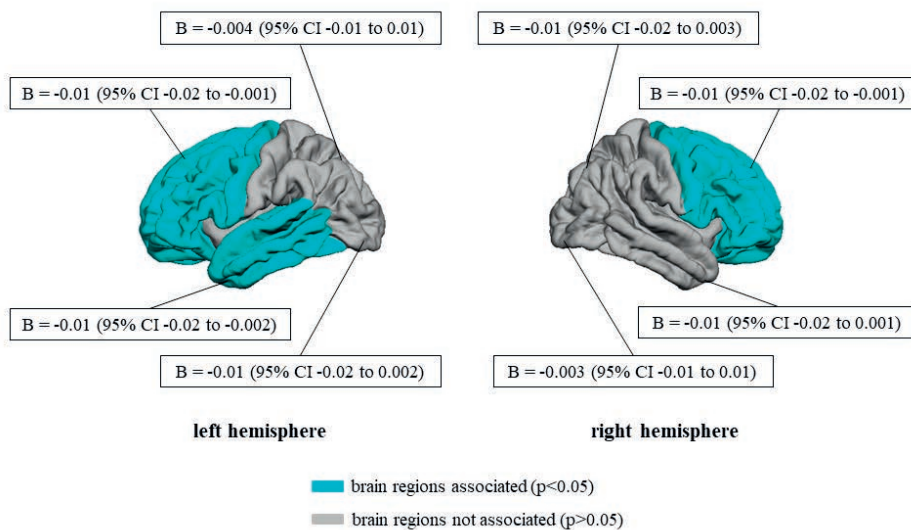 B = -0.004 (95% CI -0.01 to 0.01)
B = -0.01 (95% CI -0.02 to 0.003)
B = -0.01 (95% CI -0.02 to -0.001)
B = -0.01 (95% CI -0.02 to -0.001)
B = -0.01 (95% CI -0.02 to -0.002)
B = -0.01 (95% CI -0.02 to 0.001)
B = -0.01 (95% CI -0.02 to 0.002)
B = -0.003 (95% CI -0.01 to 0.01)
left hemisphere
right hemisphere
brain regions associated (p<0.05)
brain regions not associated (p>0.05)